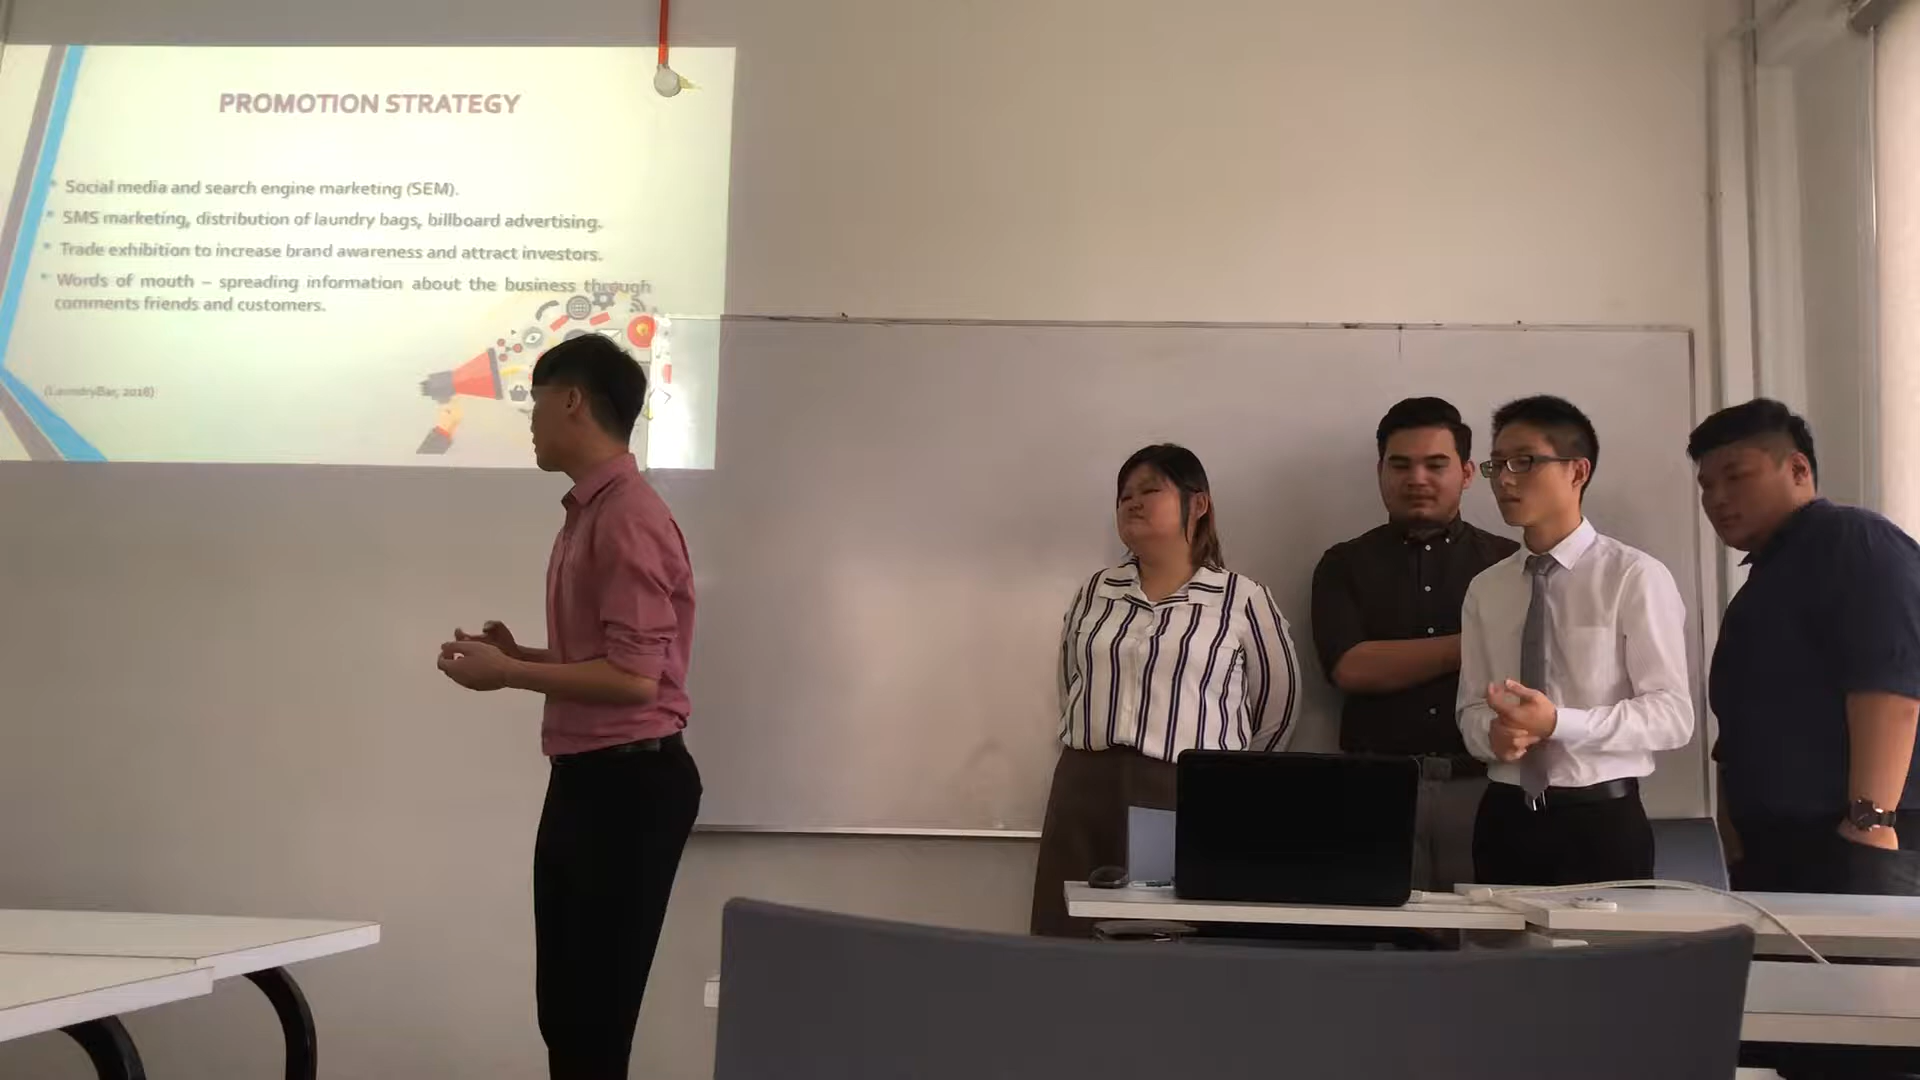 PROMOTION STRATEGY
Social media and search engine marketing (SEM).
SMS marketing, distribution of laundry bags, billboard advertising.
Trade exhibition to increase brand awareness and attract investors.
Words of mouth – spreading information about the business through
comments friends and customers.
(LaundryBar, 2018)